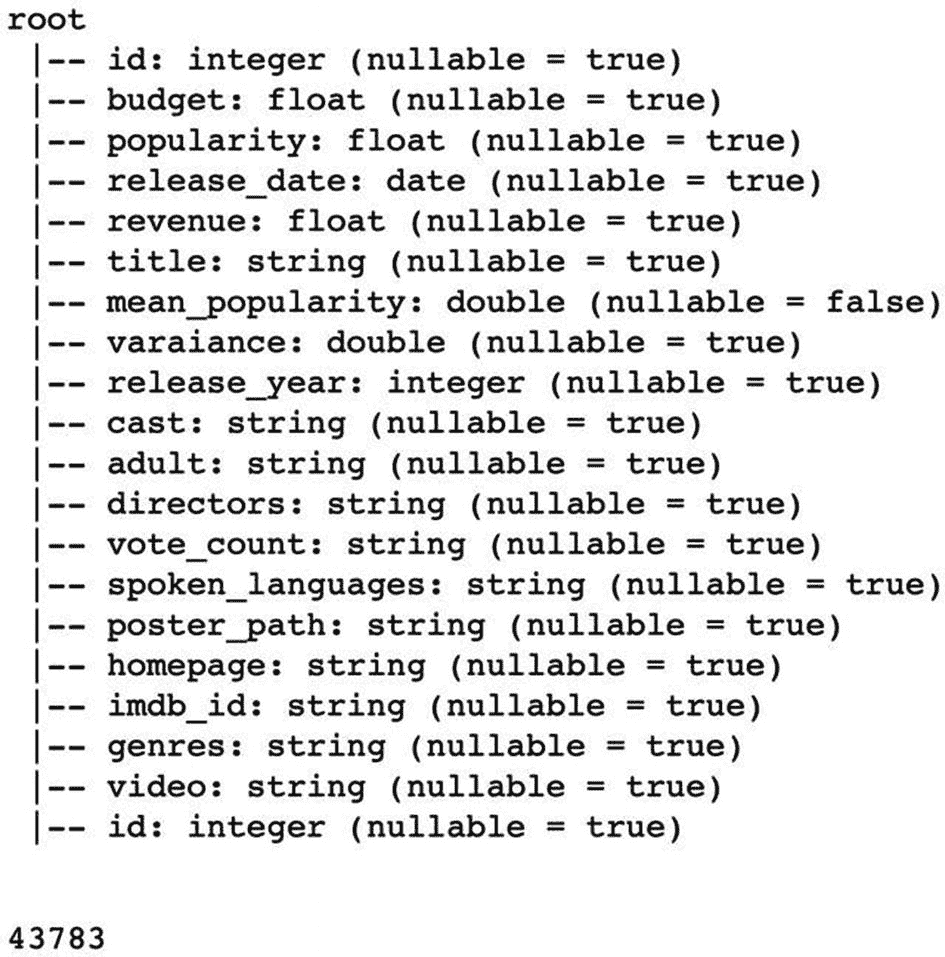 root
 |-- id: integer (nullable = true)
 |-- budget: float (nullable = true)
 |-- popularity: float (nullable = true)
 |-- release_date: date (nullable = true)
 |-- revenue: float (nullable = true)
 |-- title: string (nullable = true)
 |-- mean_popularity: double (nullable = false)
 |-- varaiance: double (nullable = true)
 |-- release_year: integer (nullable = true)
 |-- cast: string (nullable = true)
 |-- adult: string (nullable = true)
 |-- directors: string (nullable = true)
 |-- vote_count: string (nullable = true)
 |-- spoken_languages: string (nullable = true)
 |-- poster_path: string (nullable = true)
 |-- homepage: string (nullable = true)
 |-- imdb_id: string (nullable = true)
 |-- genres: string (nullable = true)
 |-- video: string (nullable = true)
 |-- id: integer (nullable = true)
43783